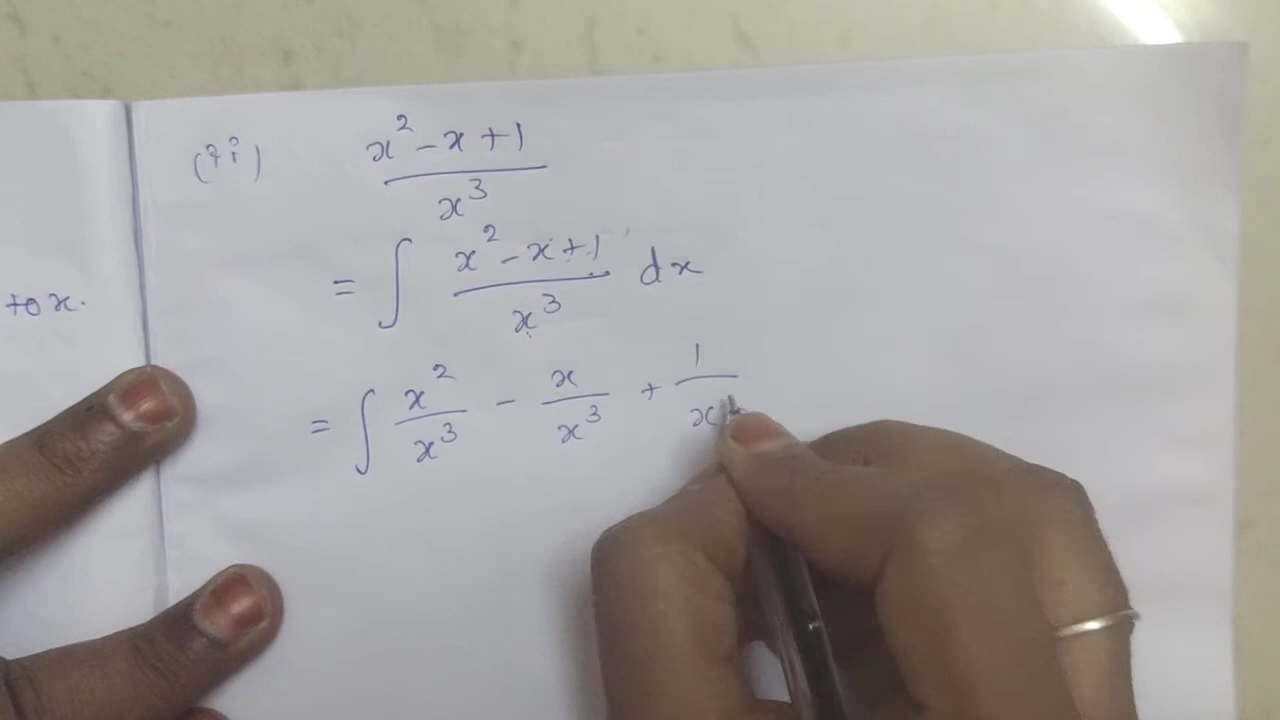 to x.
(ii) x² - x + 1 / x³
= ∫ x² - x + 1 / x³ dx
= ∫ x²/x³ - x/x³ + 1/x